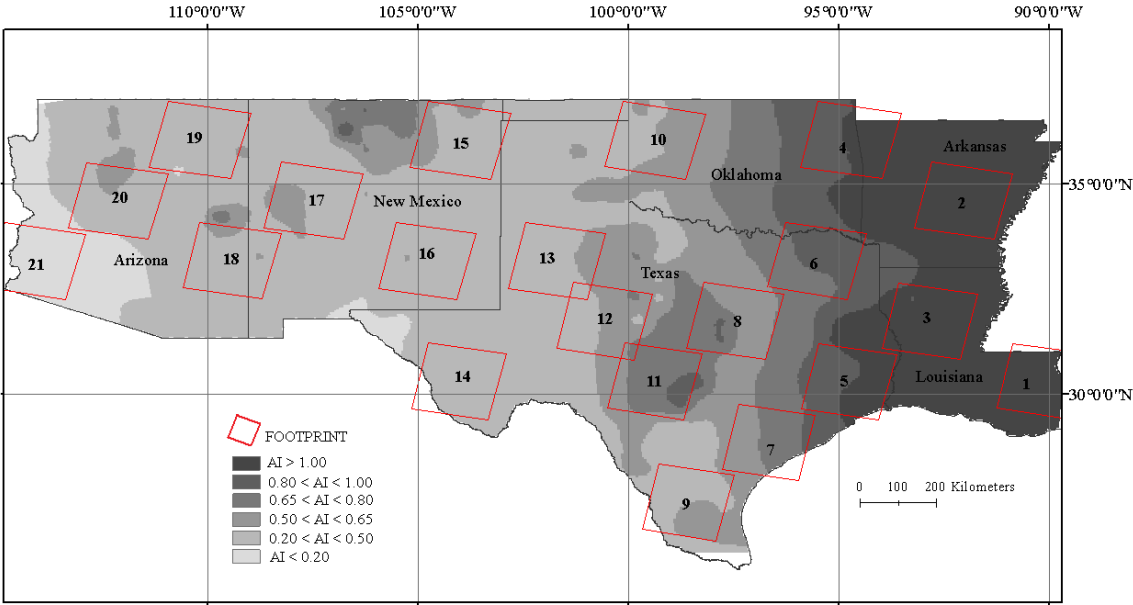 110°0'0"W 105°0'0"W 100°0'0"W 95°0'0"W 90°0'0"W
19 15 10 4 Arkansas
20 17 New Mexico Oklahoma 2 35°0'0"N
21 Arizona 18 16 13 Texas 6
12 8 3
14 11 5 Louisiana 1 30°0'0"N
FOOTPRINT
7
AI > 1.00
0.80 < AI < 1.00
0.65 < AI < 0.80
0.50 < AI < 0.65
0.20 < AI < 0.50
AI < 0.20
9
0 100 200 Kilometers